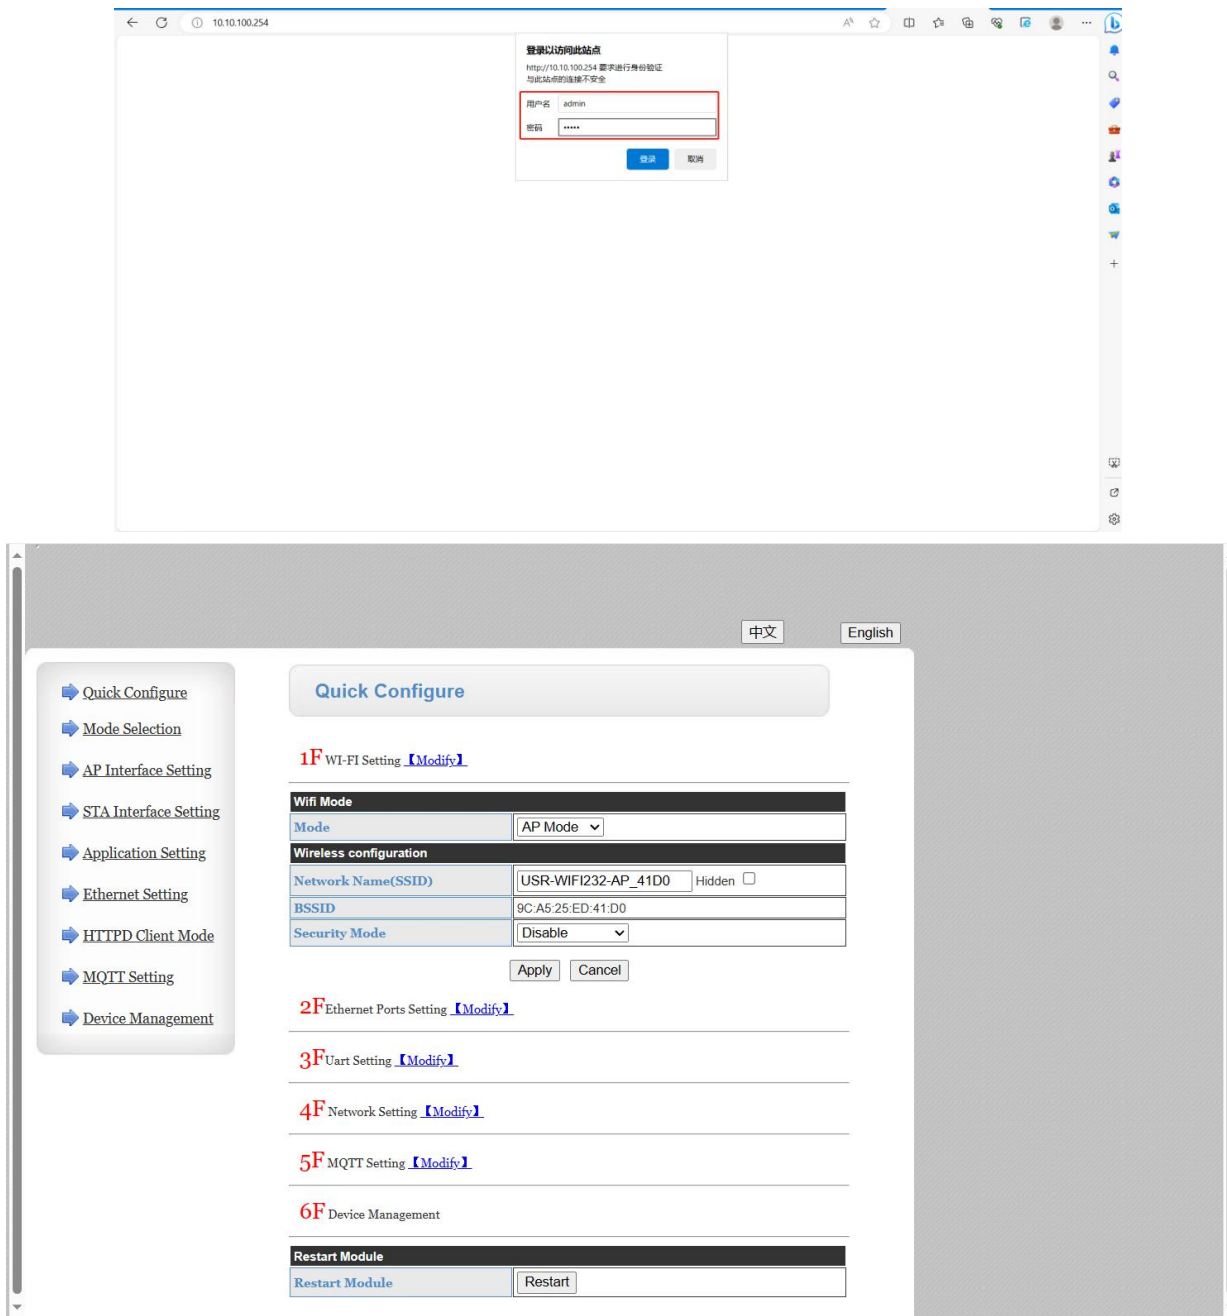 10.10.100.254
登录以访问此站点
http://10.10.100.254 要求进行身份验证
与此站点的连接不安全
用户名 admin
密码 •••••
登录 取消
中文 English
Quick Configure
Mode Selection
AP Interface Setting
STA Interface Setting
Application Setting
Ethernet Setting
HTTPD Client Mode
MQTT Setting
Device Management
Quick Configure
1F WI-FI Setting 【Modify】
Wifi Mode
Mode AP Mode
Wireless configuration
Network Name(SSID) USR-WIFI232-AP_41D0 Hidden
BSSID 9C:A5:25:ED:41:D0
Security Mode Disable
Apply Cancel
2F Ethernet Ports Setting 【Modify】
3F Uart Setting 【Modify】
4F Network Setting 【Modify】
5F MQTT Setting 【Modify】
6F Device Management
Restart Module
Restart Module Restart